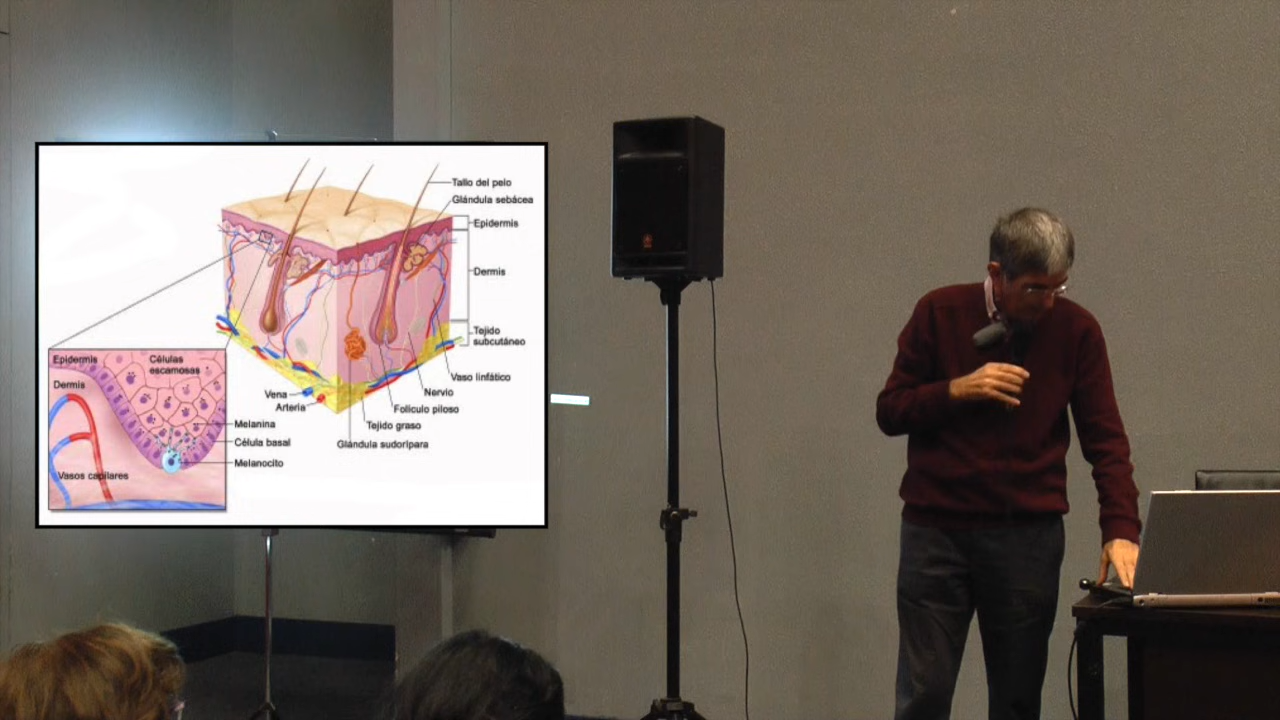 Tallo del pelo
Glándula sebácea
Epidermis
Dermis
Tejido
subcutáneo
Vaso linfático
Nervio
Folículo piloso
Tejido graso
Glándula sudorípara
Vena
Arteria
Epidermis
Células
escamosas
Dermis
Melanina
Célula basal
Melanocito
Vasos capilares